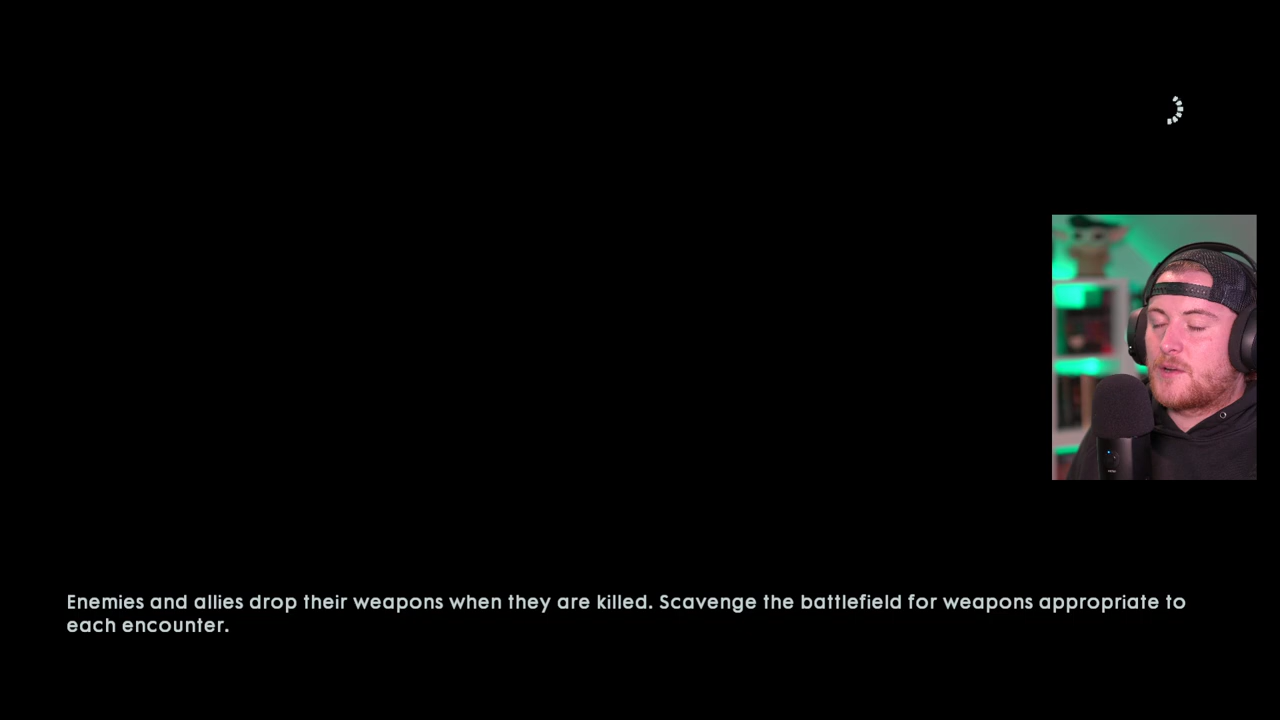 Enemies and allies drop their weapons when they are killed. Scavenge the battlefield for weapons appropriate to
each encounter.